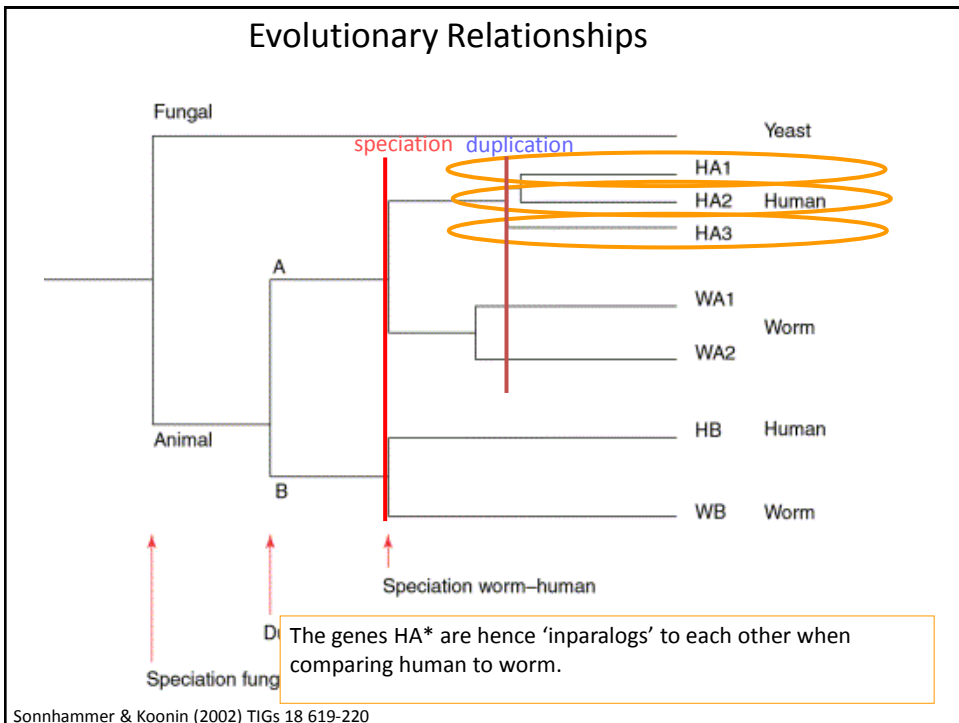 Evolutionary Relationships
Fungal
Yeast
speciation duplication
HA1
HA2 Human
HA3
A
WA1
Worm
WA2
HB Human
Animal
B
WB Worm
Speciation worm–human
The genes HA* are hence ‘inparalogs’ to each other when
comparing human to worm.
Speciation
Sonnhammer & Koonin (2002) TIGs 18 619-220